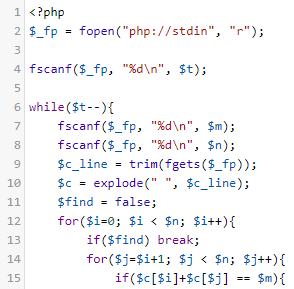 1 <?php
2 $_fp = fopen("php://stdin", "r");
3
4 fscanf($_fp, "%d\n", $t);
5
6 while($t--){
7     fscanf($_fp, "%d\n", $m);
8     fscanf($_fp, "%d\n", $n);
9     $c_line = trim(fgets($_fp));
10     $c = explode(" ", $c_line);
11     $find = false;
12     for($i=0; $i < $n; $i++){
13         if($find) break;
14         for($j=$i+1; $j < $n; $j++){
15             if($c[$i]+$c[$j] == $m){